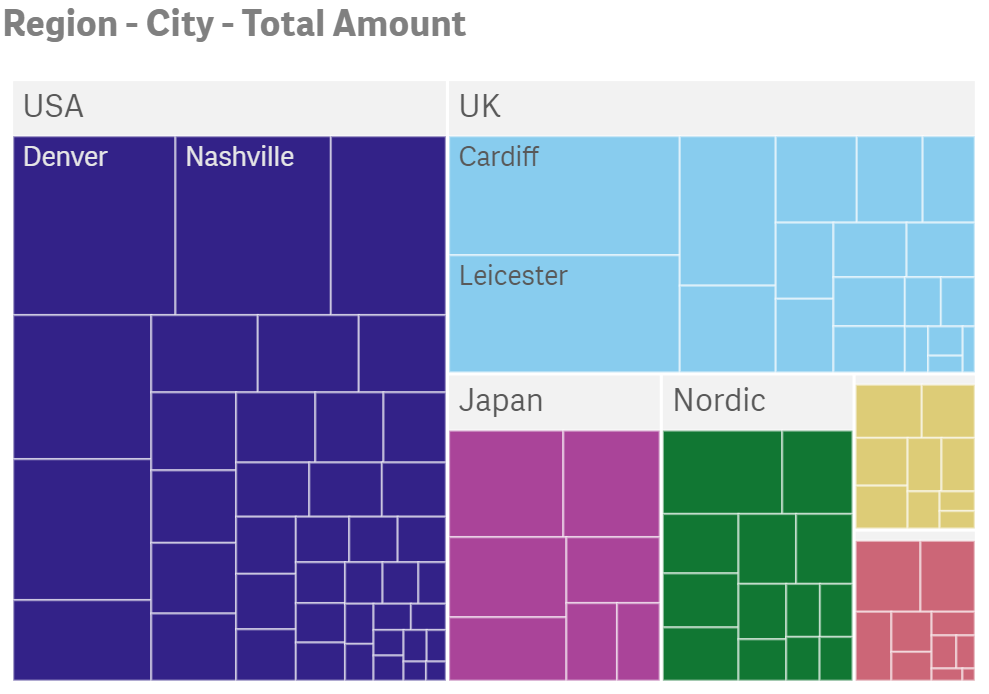 Region - City - Total Amount
USA
UK
Denver
Nashville
Cardiff
Leicester
Japan
Nordic